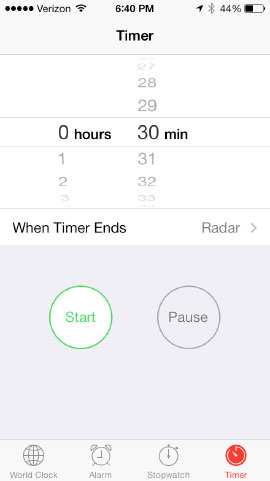 Verizon 6:40 PM 44%
Timer
27
28
29
0 hours 30 min
1 31
2 32
3 33
When Timer Ends Radar
Start Pause
World Clock Alarm Stopwatch Timer